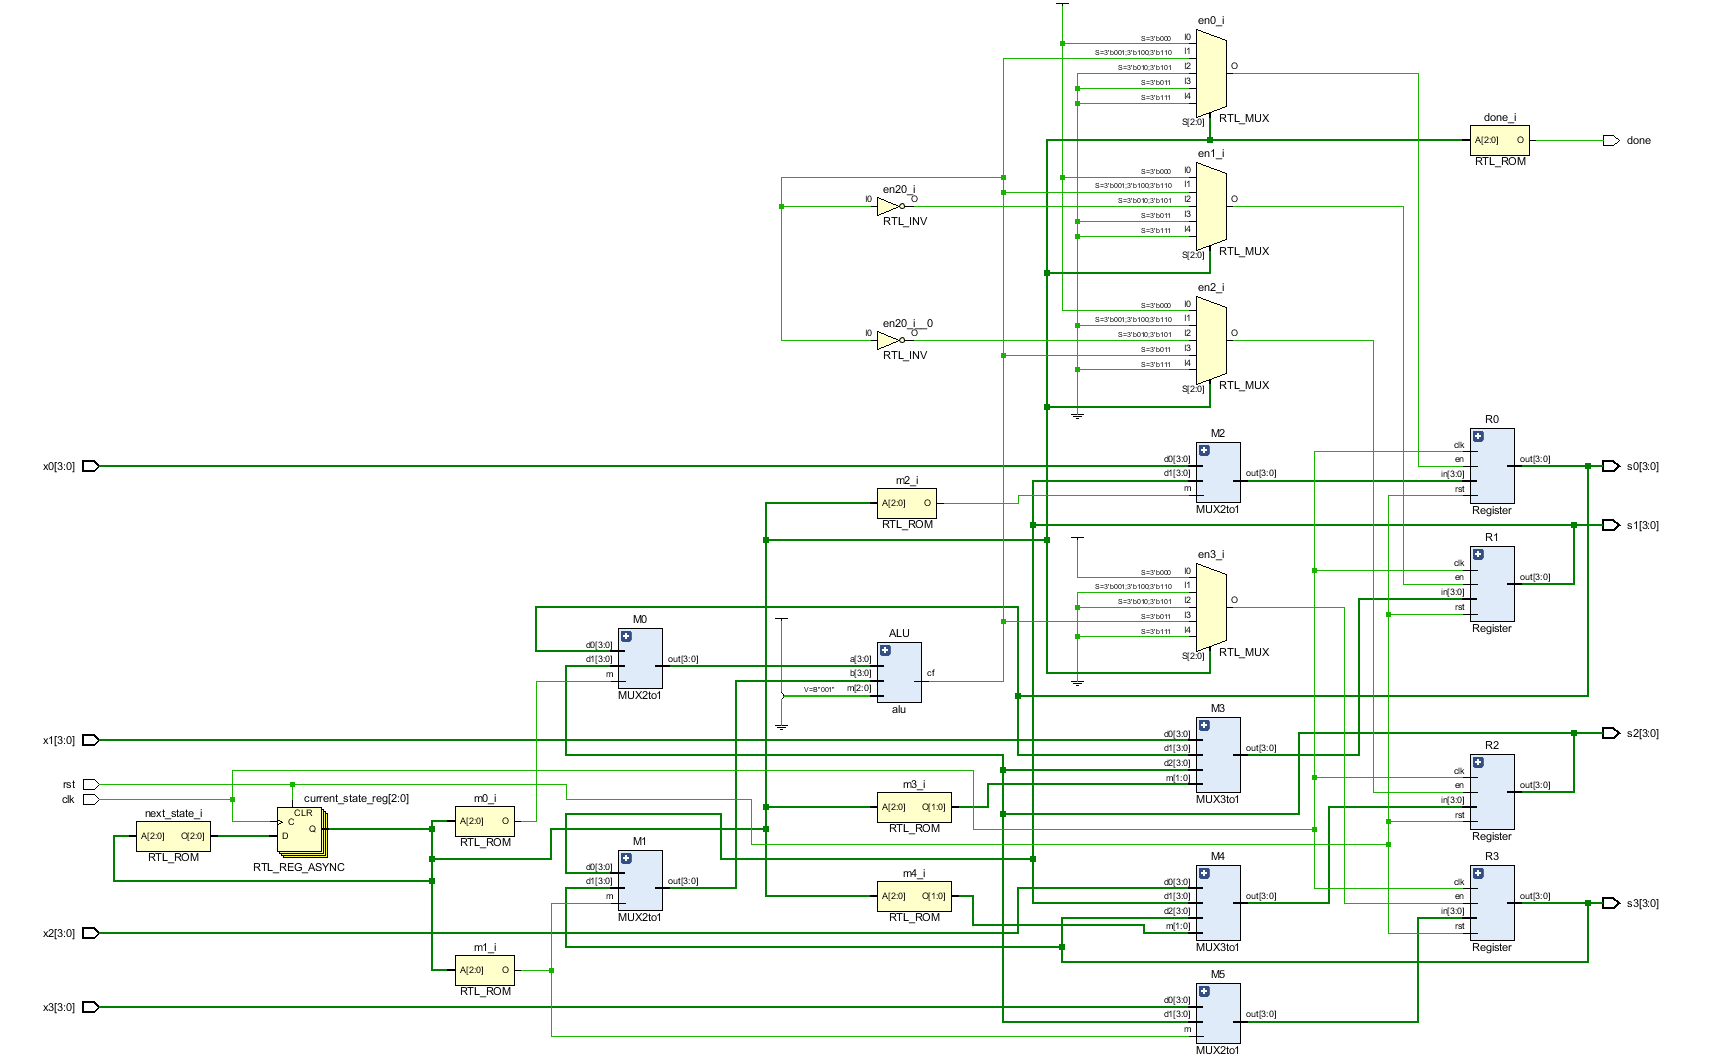 en0_i
S=3'b000 I0
S=3'b001;3'b100;3'b110 I1
S=3'b010;3'b101 I2 O
S=3'b011 I3
S=3'b111 I4
S[2:0] RTL_MUX
done_i
A[2:0] O done
RTL_ROM
en1_i
S=3'b000 I0
S=3'b001;3'b100;3'b110 I1
S=3'b010;3'b101 I2 O
S=3'b011 I3
S=3'b111 I4
S[2:0] RTL_MUX
en20_i
I0 O
RTL_INV
en2_i
S=3'b000 I0
S=3'b001;3'b100;3'b110 I1
S=3'b010;3'b101 I2 O
S=3'b011 I3
S=3'b111 I4
S[2:0] RTL_MUX
en20_i__0
I0 O
RTL_INV
R0
clk
en out[3:0] s0[3:0]
in[3:0]
rst
Register
M2
x0[3:0] d0[3:0]
d1[3:0] out[3:0]
m
MUX2to1
m2_i
A[2:0] O
RTL_ROM
s1[3:0]
R1
clk
en out[3:0]
in[3:0]
rst
Register
en3_i
S=3'b000 I0
S=3'b001;3'b100;3'b110 I1
S=3'b010;3'b101 I2 O
S=3'b011 I3
S=3'b111 I4
S[2:0] RTL_MUX
M0
d0[3:0]
d1[3:0] out[3:0]
m
MUX2to1
ALU
a[3:0]
b[3:0] cf
V=B"001" m[2:0]
alu
M3
x1[3:0] d0[3:0]
d1[3:0] out[3:0]
d2[3:0]
m[1:0]
MUX3to1
s2[3:0]
R2
clk
en out[3:0]
in[3:0]
rst
Register
rst
clk
next_state_i
A[2:0] O[2:0]
RTL_ROM
current_state_reg[2:0]
CLR
C
D Q
RTL_REG_ASYNC
m0_i
A[2:0] O
RTL_ROM
m3_i
A[2:0] O[1:0]
RTL_ROM
M1
d0[3:0]
d1[3:0] out[3:0]
m
MUX2to1
m4_i
A[2:0] O[1:0]
RTL_ROM
M4
d0[3:0]
d1[3:0] out[3:0]
d2[3:0]
m[1:0]
MUX3to1
R3
clk
en out[3:0] s3[3:0]
in[3:0]
rst
Register
x2[3:0]
m1_i
A[2:0] O
RTL_ROM
M5
x3[3:0] d0[3:0]
d1[3:0] out[3:0]
m
MUX2to1